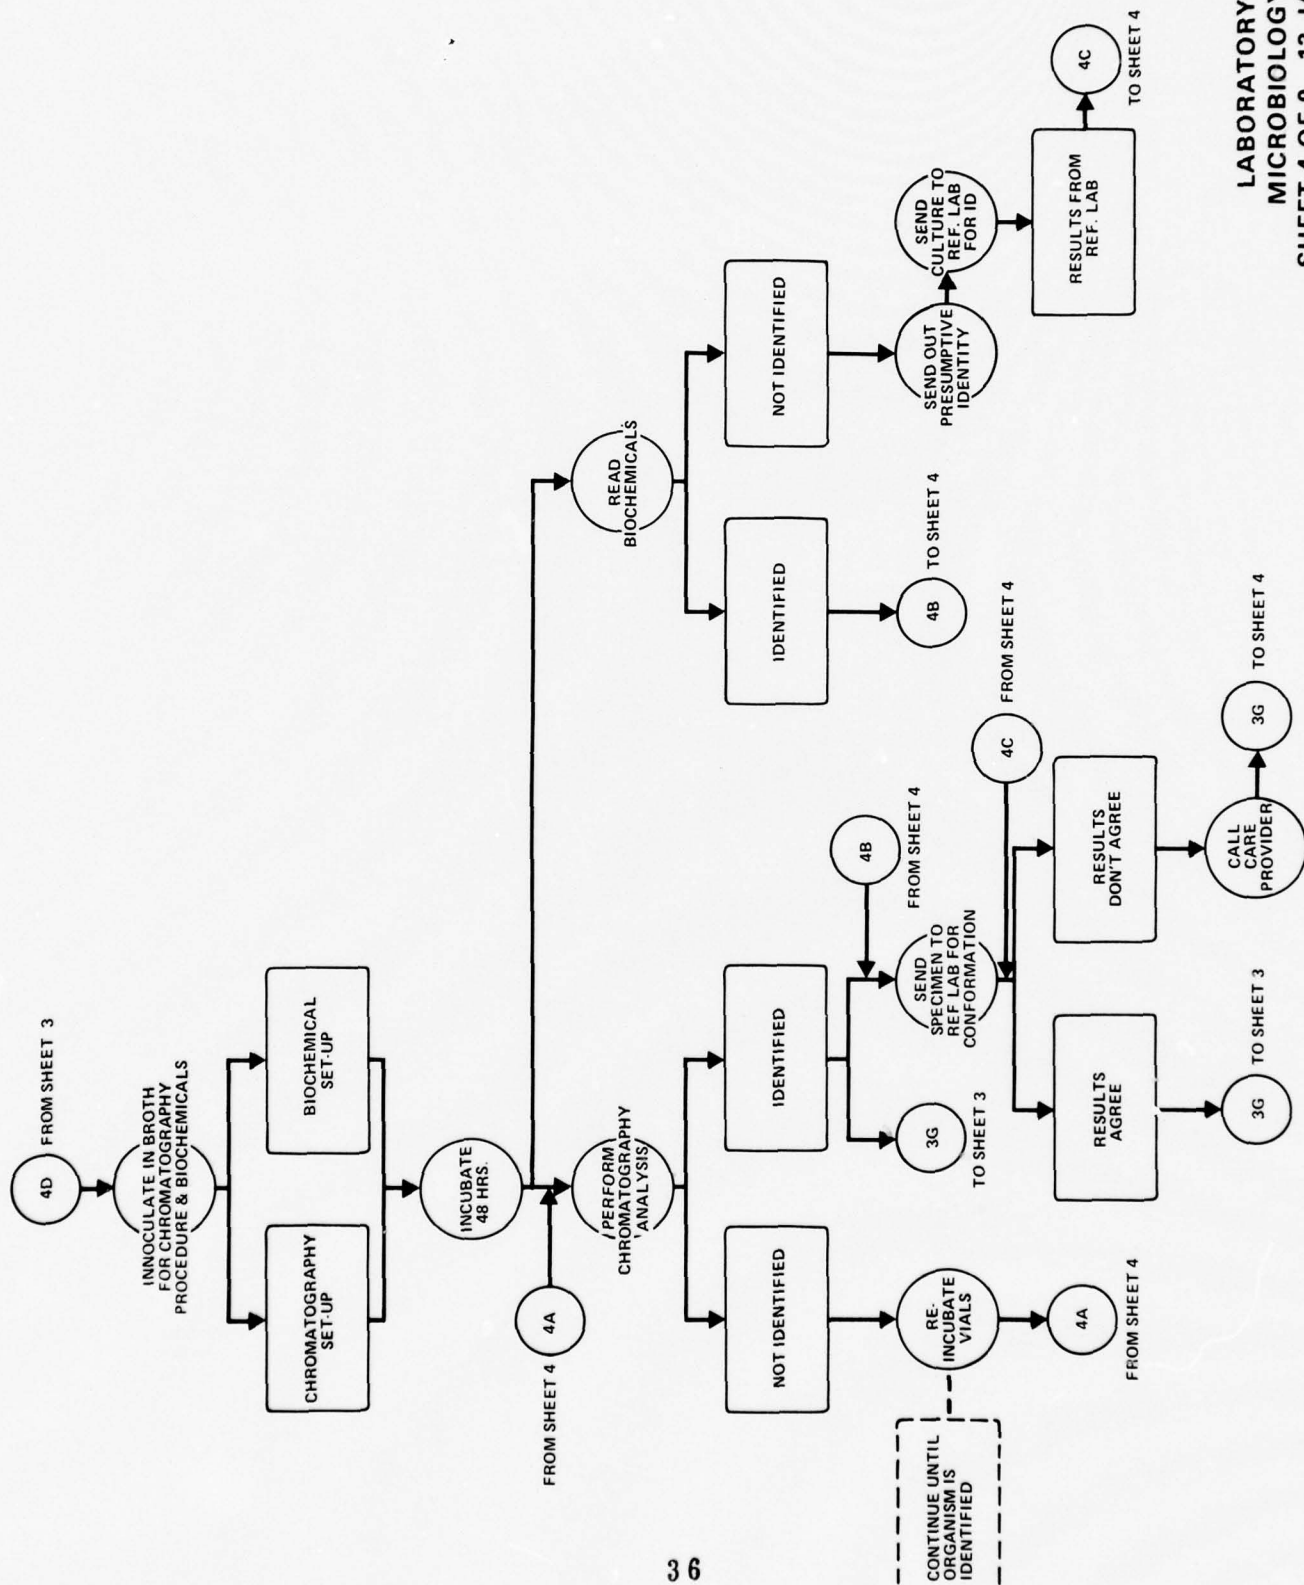 4D
FROM SHEET 3
INNOCULATE IN BROTH
FOR CHROMATOGRAPHY
PROCEDURE & BIOCHEMICALS
CHROMATOGRAPHY
SET-UP
BIOCHEMICAL
SET-UP
INCUBATE
48 HRS.
4A
FROM SHEET 4
PERFORM
CHROMATOGRAPHY
ANALYSIS
READ
BIOCHEMICALS
NOT IDENTIFIED
IDENTIFIED
IDENTIFIED
NOT IDENTIFIED
CONTINUE UNTIL
ORGANISM IS
IDENTIFIED
RE-
INCUBATE
VIALS
4A
FROM SHEET 4
3G
TO SHEET 3
4B
FROM SHEET 4
SEND
SPECIMEN TO
REF LAB FOR
CONFORMATION
4C
FROM SHEET 4
RESULTS
AGREE
3G
TO SHEET 3
RESULTS
DON'T AGREE
CALL
CARE
PROVIDER
3G
TO SHEET 4
4B
TO SHEET 4
SEND OUT
PRESUMPTIVE
IDENTITY
SEND
CULTURE TO
REF. LAB
FOR ID
RESULTS FROM
REF. LAB
4C
TO SHEET 4
LABORATORY
MICROBIOLOGY
SHEET 4 OF
36